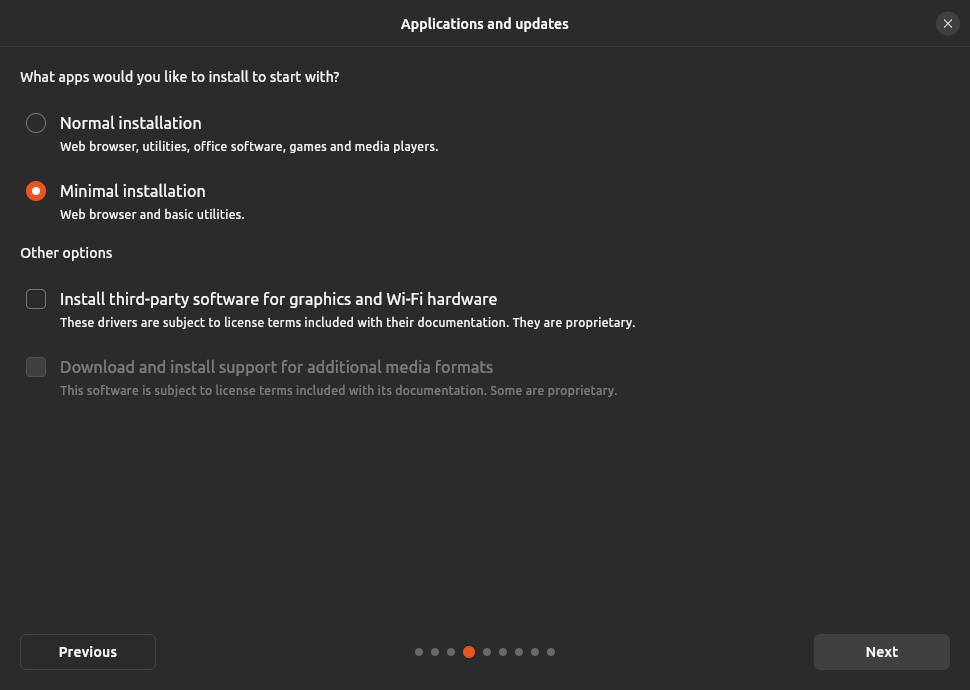 Applications and updates
What apps would you like to install to start with?
Normal installation
Web browser, utilities, office software, games and media players.
Minimal installation
Web browser and basic utilities.
Other options
Install third-party software for graphics and Wi-Fi hardware
These drivers are subject to license terms included with their documentation. They are proprietary.
Download and install support for additional media formats
This software is subject to license terms included with its documentation. Some are proprietary.
Previous
Next